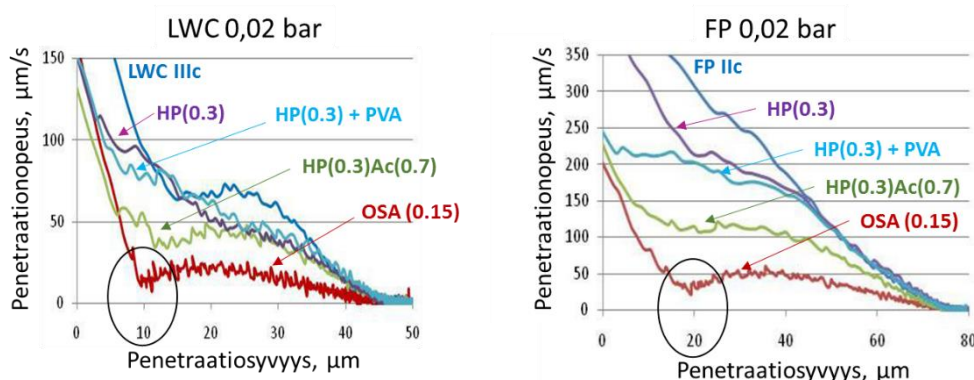 LWC 0,02 bar
Penetraationopeus, µm/s
150
100
50
0
LWC IIIc
HP(0.3)
HP(0.3) + PVA
HP(0.3)Ac(0.7)
OSA (0.15)
0 10 20 30 40 50
Penetraatiosyvyys, µm
FP 0,02 bar
Penetraationopeus, µm/s
350
300
250
200
150
100
50
0
FP IIc
HP(0.3)
HP(0.3) + PVA
HP(0.3)Ac(0.7)
OSA (0.15)
0 20 40 60 80
Penetraatiosyvyys, µm